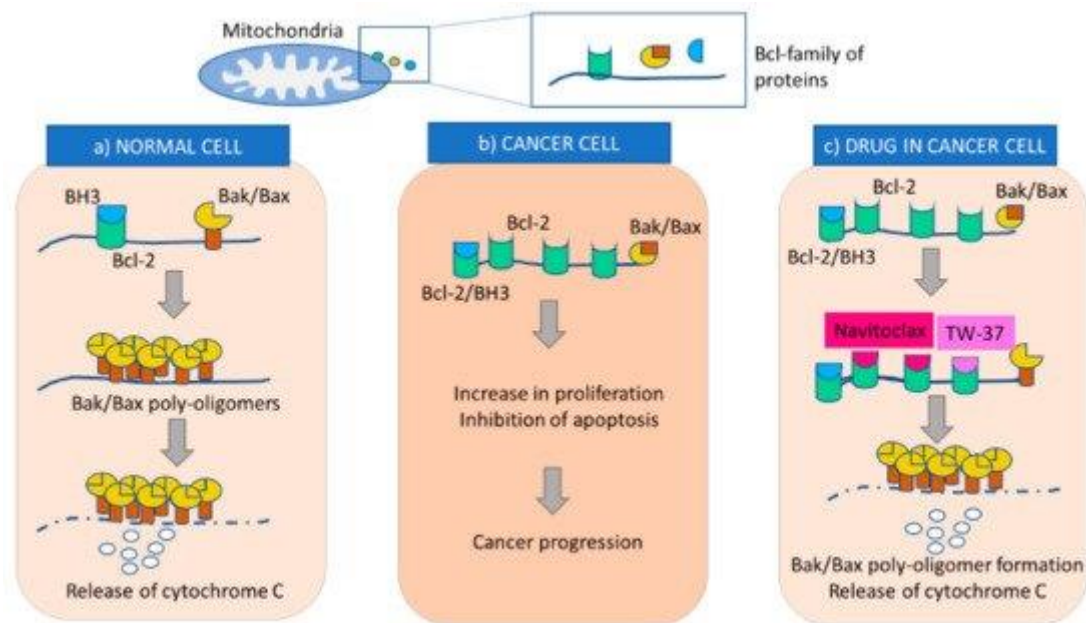 Mitochondria
Bcl-family of
proteins
a) NORMAL CELL
BH3
Bak/Bax
Bcl-2
Bak/Bax poly-oligomers
Release of cytochrome C
b) CANCER CELL
Bcl-2
Bak/Bax
Bcl-2/BH3
Increase in proliferation
Inhibition of apoptosis
Cancer progression
c) DRUG IN CANCER CELL
Bcl-2
Bak/Bax
Bcl-2/BH3
Navitoclax
TW-37
Bak/Bax poly-oligomer formation
Release of cytochrome C